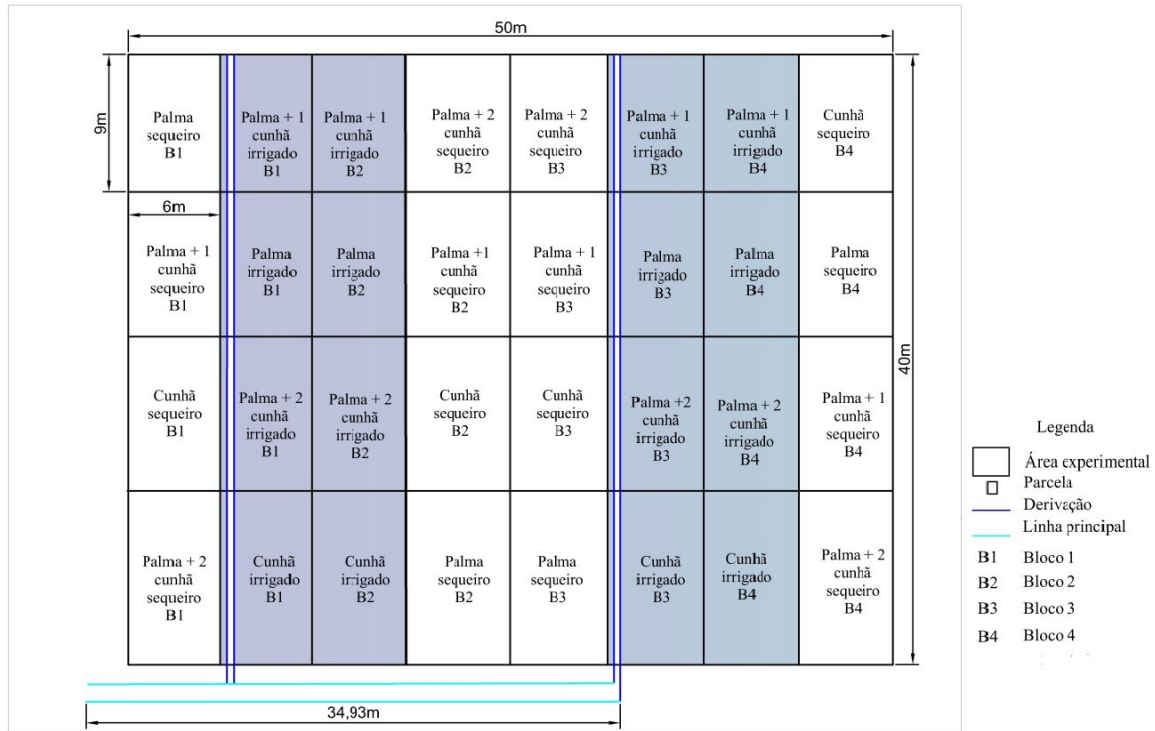 50m
9m
Palma
sequeiro
B1
Palma + 1
cunhã
irrigado
B1
Palma + 1
cunhã
irrigado
B2
Palma + 2
cunhã
sequeiro
B2
Palma + 2
cunhã
sequeiro
B3
Palma + 1
cunhã
irrigado
B3
Palma + 1
cunhã
irrigado
B4
Cunhã
sequeiro
B4
6m
Palma + 1
cunhã
sequeiro
B1
Palma
irrigado
B1
Palma
irrigado
B2
Palma +1
cunhã
sequeiro
B2
Palma + 1
cunhã
sequeiro
B3
Palma
irrigado
B3
Palma
irrigado
B4
Palma
sequeiro
B4
40m
Cunhã
sequeiro
B1
Palma + 2
cunhã
irrigado
B1
Palma + 2
cunhã
irrigado
B2
Cunhã
sequeiro
B2
Cunhã
sequeiro
B3
Palma +2
cunhã
irrigado
B3
Palma + 2
cunhã
irrigado
B4
Palma + 1
cunhã
sequeiro
B4
Palma + 2
cunhã
sequeiro
B1
Cunhã
irrigado
B1
Cunhã
irrigado
B2
Palma
sequeiro
B2
Palma
sequeiro
B3
Cunhã
irrigado
B3
Cunhã
irrigado
B4
Palma + 2
cunhã
sequeiro
B4
34,93m
Legenda
Área experimental
Parcela
Derivação
Linha principal
B1 Bloco 1
B2 Bloco 2
B3 Bloco 3
B4 Bloco 4